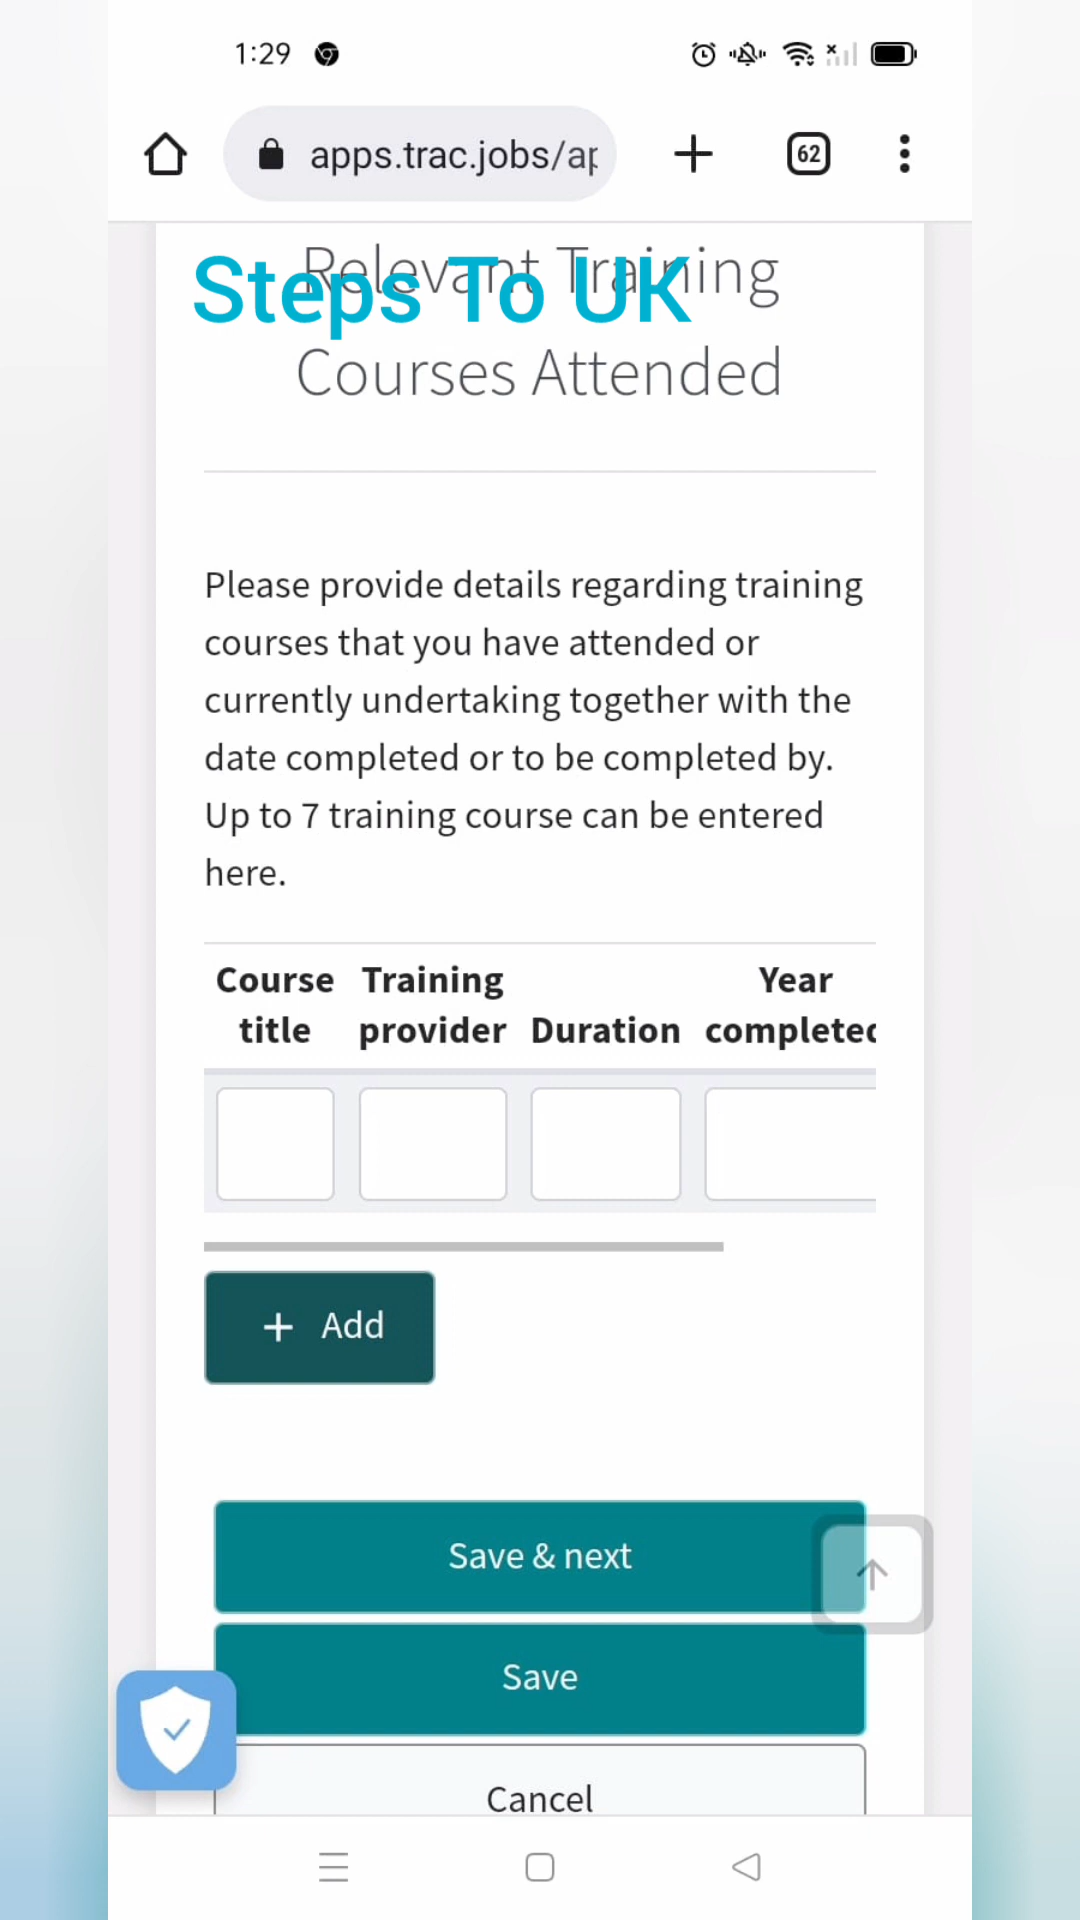 1:29
apps.trac.jobs/ap
62
Relevant Training
Steps To UK
Courses Attended
Please provide details regarding training
courses that you have attended or
currently undertaking together with the
date completed or to be completed by.
Up to 7 training course can be entered
here.
Course title
Training provider
Duration
Year completed
+ Add
Save & next
Save
Cancel